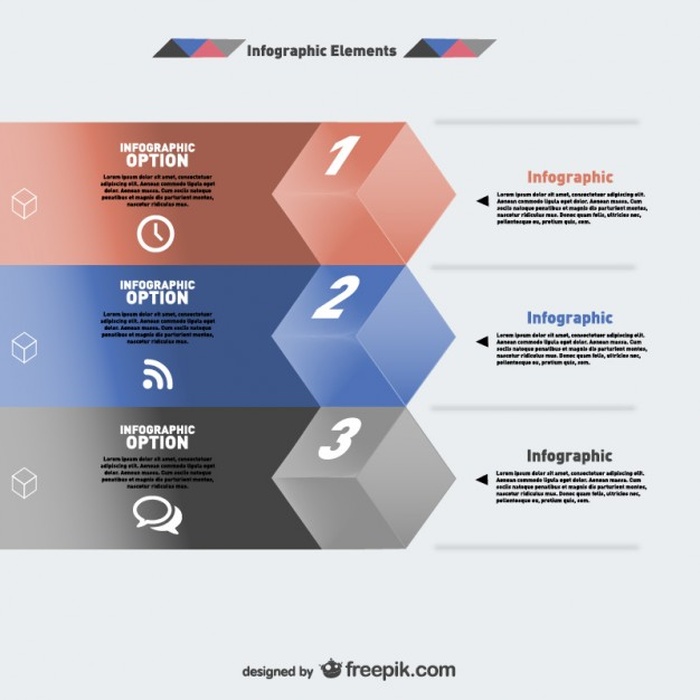 Infographic Elements
INFOGRAPHIC
OPTION
Lorem ipsum dolor sit amet, consectetuer
adipiscing elit. Aenean commodo ligula eget
dolor. Aenean massa. Cum sociis natoque
penatibus et magnis dis parturient montes,
nascetur ridiculus mus.
1
Infographic
Lorem ipsum dolor sit amet, consectetuer adipiscing elit.
Aenean commodo ligula eget dolor. Aenean massa. Cum
sociis natoque penatibus et magnis dis parturient montes,
nascetur ridiculus mus. Donec quam felis, ultricies nec,
pellentesque eu, pretium quis, sem.
INFOGRAPHIC
OPTION
Lorem ipsum dolor sit amet, consectetuer
adipiscing elit. Aenean commodo ligula eget
dolor. Aenean massa. Cum sociis natoque
penatibus et magnis dis parturient montes,
nascetur ridiculus mus.
2
Infographic
Lorem ipsum dolor sit amet, consectetuer adipiscing elit.
Aenean commodo ligula eget dolor. Aenean massa. Cum
sociis natoque penatibus et magnis dis parturient montes,
nascetur ridiculus mus. Donec quam felis, ultricies nec,
pellentesque eu, pretium quis, sem.
INFOGRAPHIC
OPTION
Lorem ipsum dolor sit amet, consectetuer
adipiscing elit. Aenean commodo ligula eget
dolor. Aenean massa. Cum sociis natoque
penatibus et magnis dis parturient montes,
nascetur ridiculus mus.
3
Infographic
Lorem ipsum dolor sit amet, consectetuer adipiscing elit.
Aenean commodo ligula eget dolor. Aenean massa. Cum
sociis natoque penatibus et magnis dis parturient montes,
nascetur ridiculus mus. Donec quam felis, ultricies nec,
pellentesque eu, pretium quis, sem.
designed by freepik.com